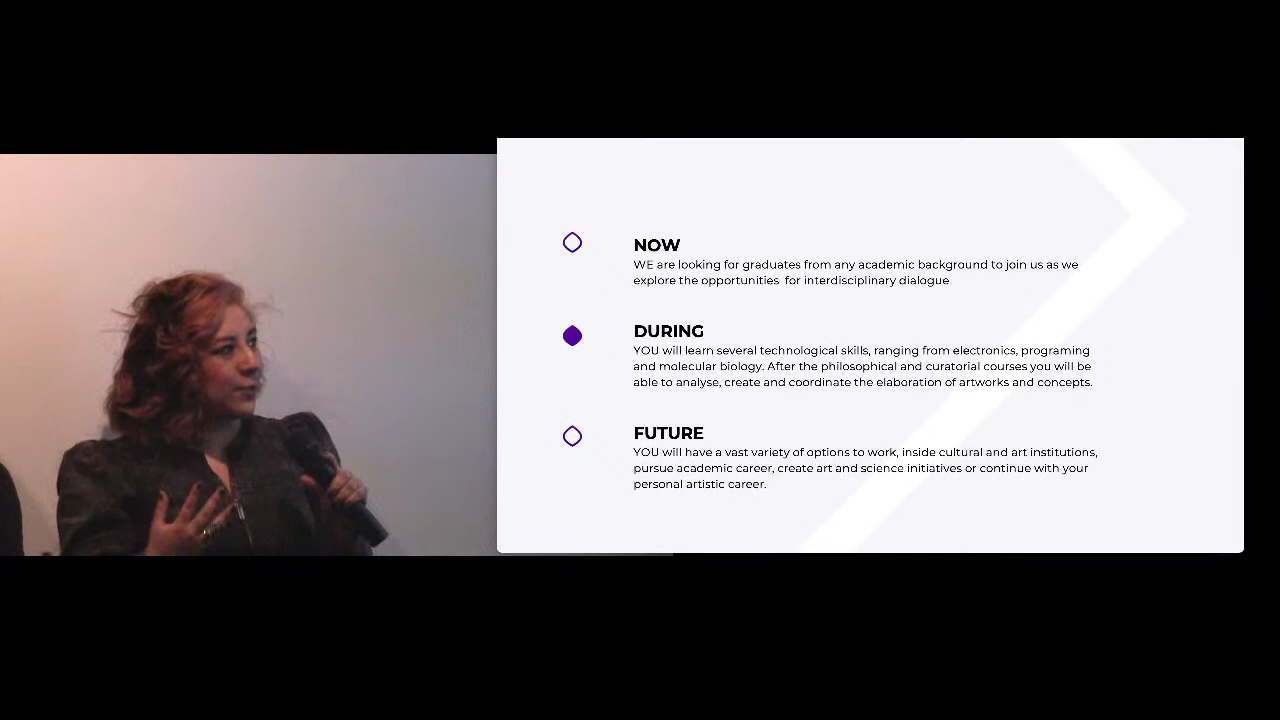 NOW
WE are looking for graduates from any academic background to join us as we
explore the opportunities  for interdisciplinary dialogue
DURING
YOU will learn several technological skills, ranging from electronics, programing
and molecular biology. After the philosophical and curatorial courses you will be
able to analyse, create and coordinate the elaboration of artworks and concepts.
FUTURE
YOU will have a vast variety of options to work, inside cultural and art institutions,
pursue academic career, create art and science initiatives or continue with your
personal artistic career.